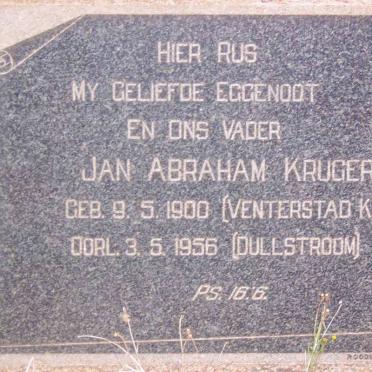 HIER RUS
MY GELIEFDE EGGENOOT
EN ONS VADER
JAN ABRAHAM KRUGER
GEB. 9. 5. 1900 (VENTERSTAD K
OORL. 3. 5. 1956 (DULLSTROOM)
PS. 16.6.